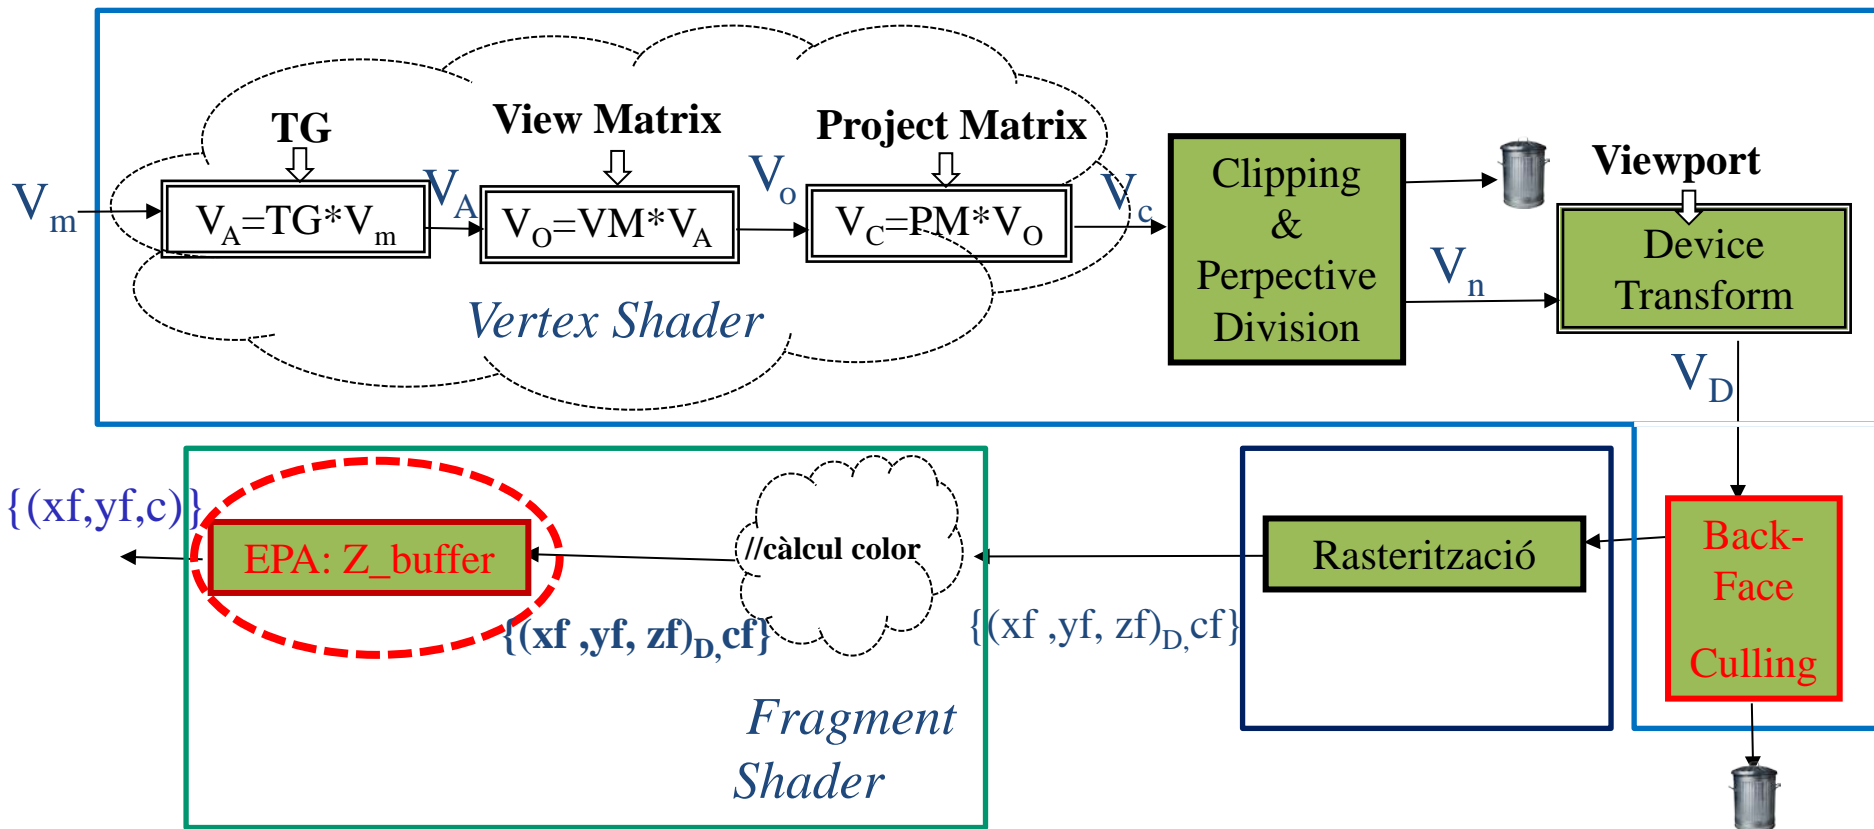 TG
View Matrix
Project Matrix
Viewport
V_m
V_A=TG*V_m
V_A
V_O=VM*V_A
V_o
V_C=PM*V_O
V_c
Clipping
&
Perpective
Division
V_n
Device
Transform
Vertex Shader
V_D
Back-
Face
Culling
Rasterització
{(xf ,yf, zf)_D,cf}
//càlcul color
{(xf ,yf, zf)_D,cf}
EPA: Z_buffer
{(xf,yf,c)}
Fragment
Shader